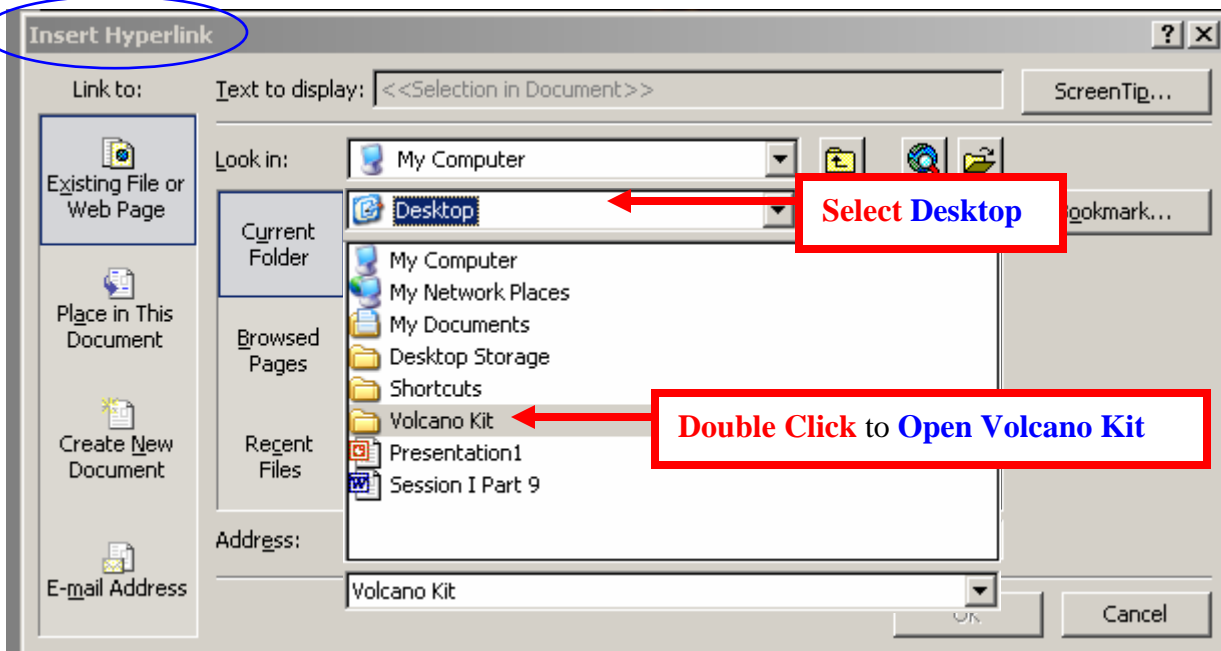 Insert Hyperlink
Link to:
Text to display: <<Selection in Document>>
ScreenTip...
Existing File or
Web Page
Look in:
My Computer
Desktop
Select Desktop
ookmark...
Current
Folder
My Computer
My Network Places
My Documents
Desktop Storage
Shortcuts
Volcano Kit
Presentation1
Session I Part 9
Double Click to Open Volcano Kit
Place in This
Document
Browsed
Pages
Create New
Document
Recent
Files
Address:
E-mail Address
Volcano Kit
OK
Cancel